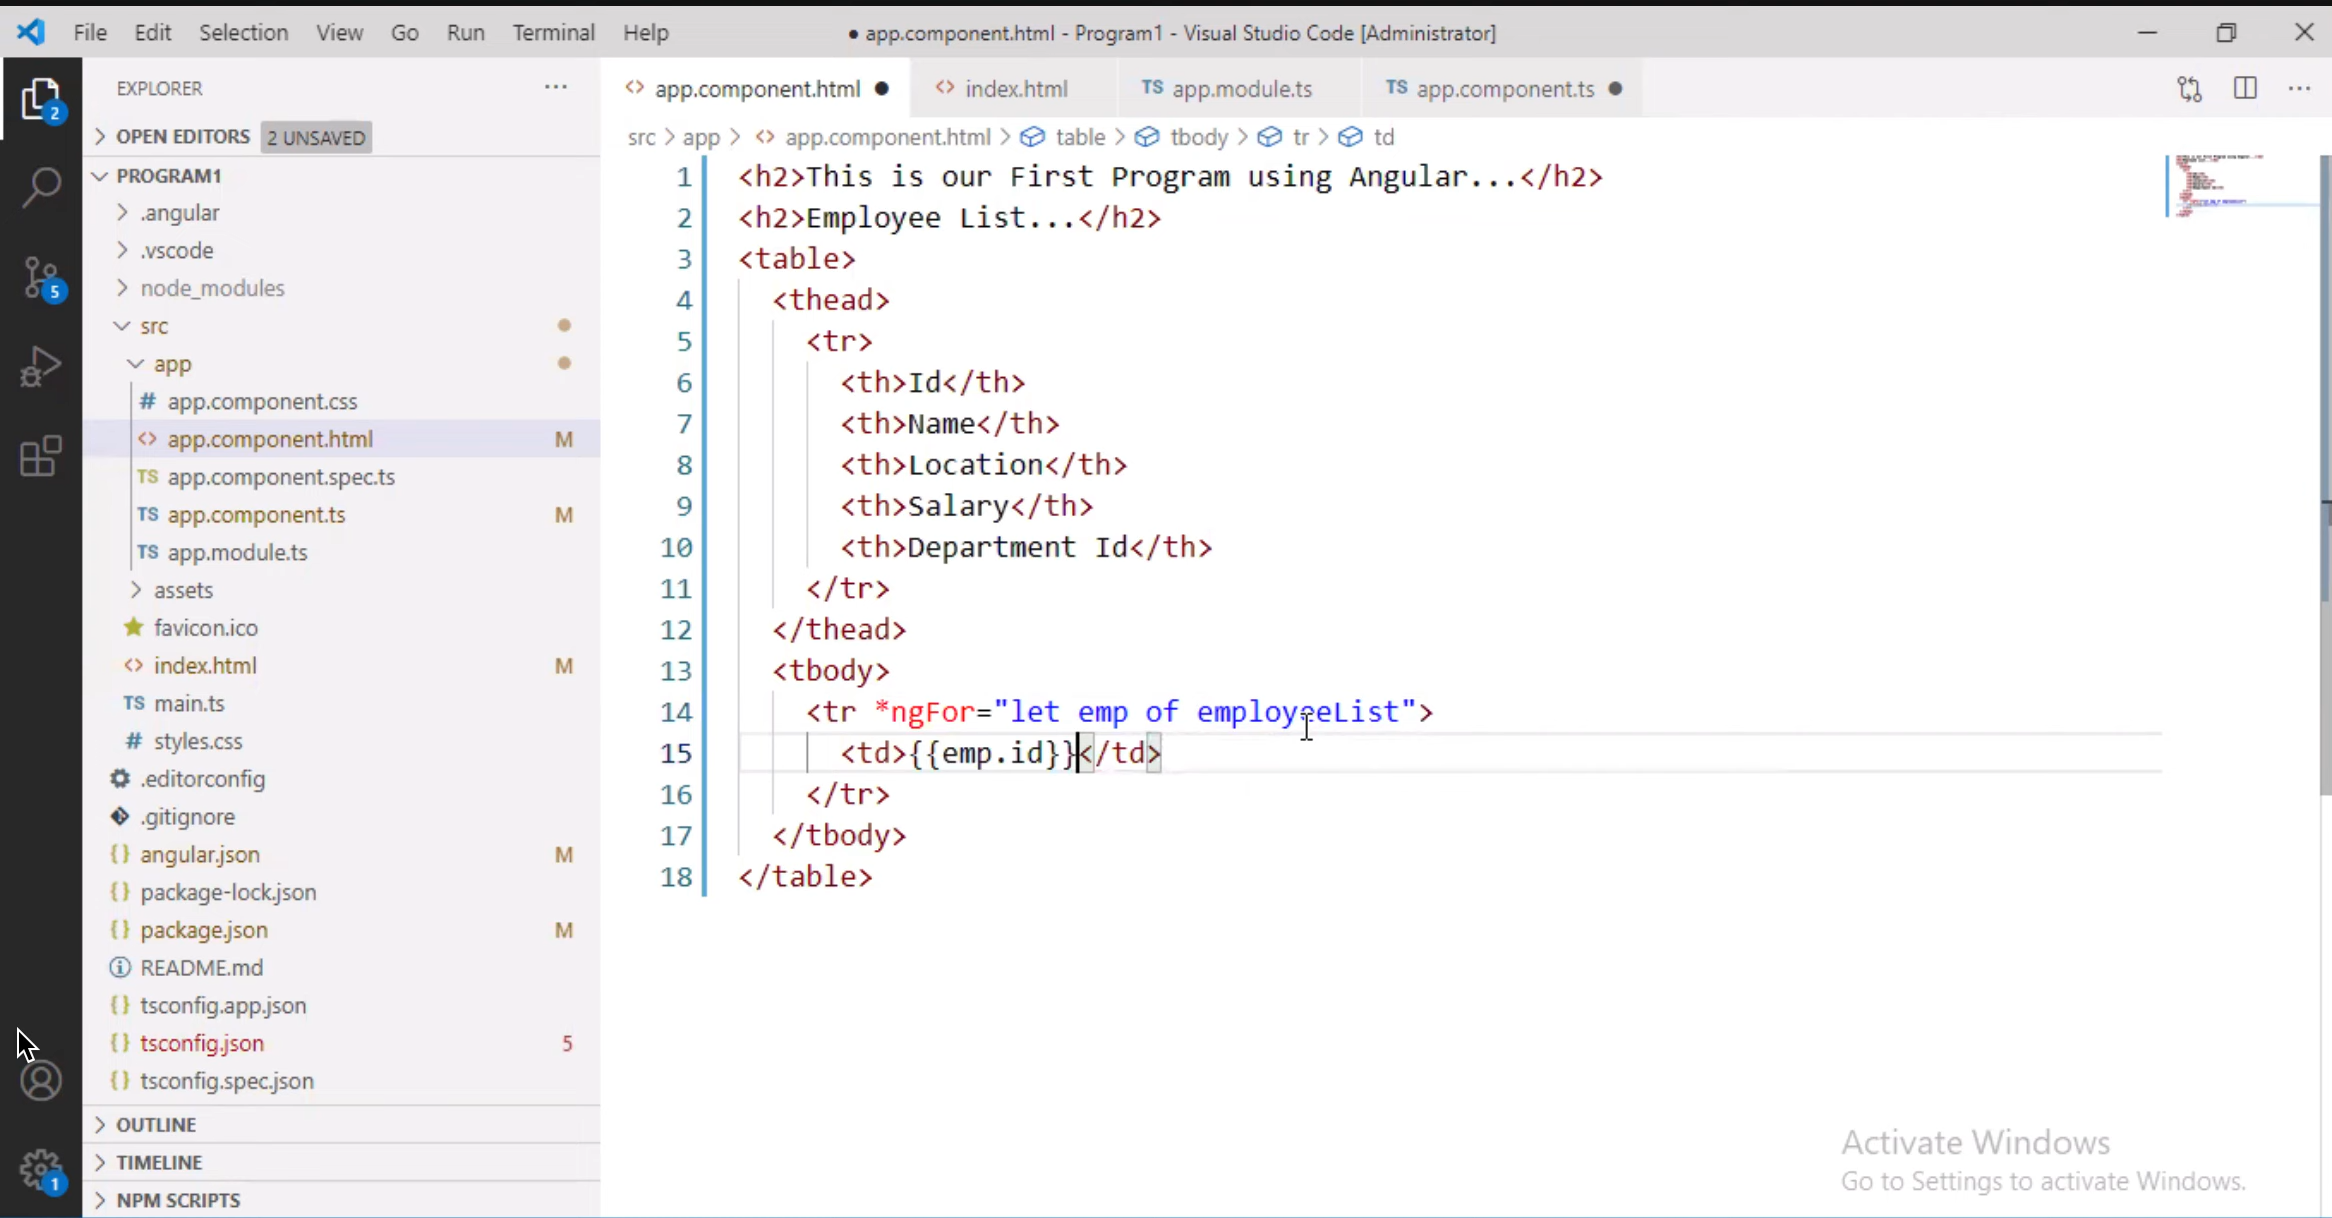 File Edit Selection View Go Run Terminal Help
● app.component.html - Program1 - Visual Studio Code [Administrator]
EXPLORER
OPEN EDITORS 2 UNSAVED
PROGRAM1
.angular
.vscode
node_modules
src
app
# app.component.css
<> app.component.html M
TS app.component.spec.ts
TS app.component.ts M
TS app.module.ts
assets
favicon.ico
<> index.html M
TS main.ts
# styles.css
.editorconfig
.gitignore
{} angular.json M
{} package-lock.json
{} package.json M
README.md
{} tsconfig.app.json
{} tsconfig.json 5
{} tsconfig.spec.json
OUTLINE
TIMELINE
NPM SCRIPTS
2
5
1
<> app.component.html ● <> index.html TS app.module.ts TS app.component.ts ●
src > app > <> app.component.html > table > tbody > tr > td
1 <h2>This is our First Program using Angular...</h2>
2 <h2>Employee List...</h2>
3 <table>
4 <thead>
5 <tr>
6 <th>Id</th>
7 <th>Name</th>
8 <th>Location</th>
9 <th>Salary</th>
10 <th>Department Id</th>
11 </tr>
12 </thead>
13 <tbody>
14 <tr *ngFor="let emp of employeeList">
15 <td>{{emp.id}}</td>
16 </tr>
17 </tbody>
18 </table>
Activate Windows
Go to Settings to activate Windows.